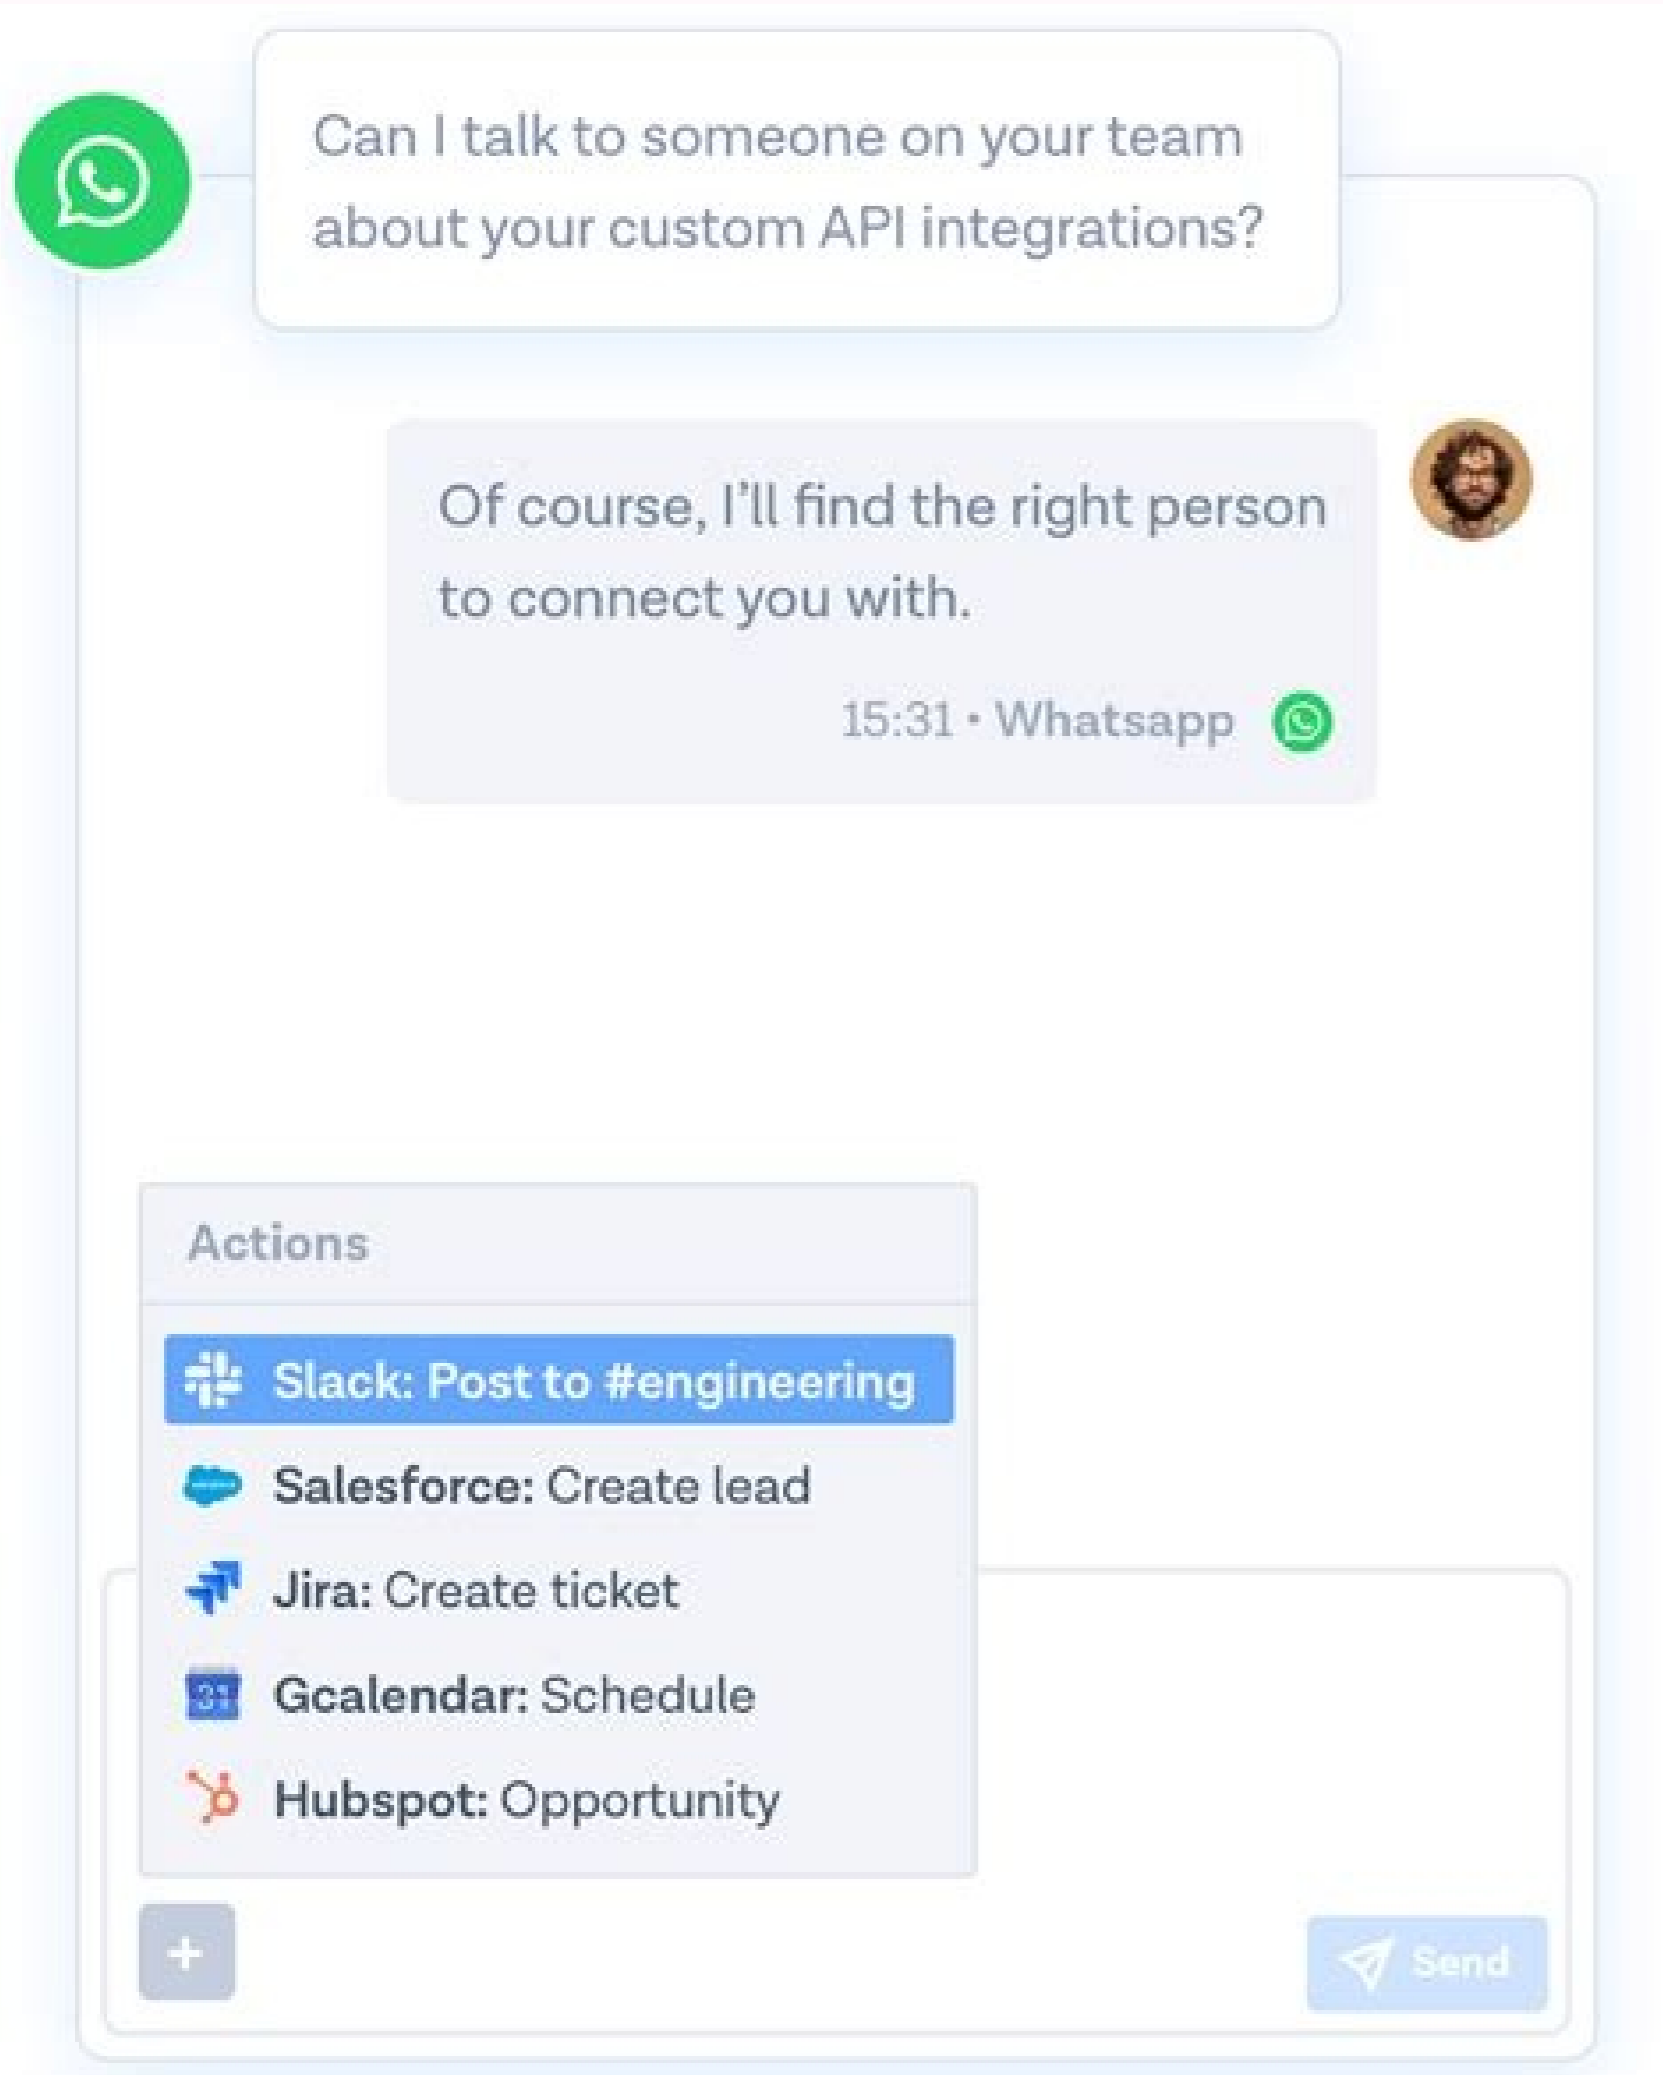 Can I talk to someone on your team
about your custom API integrations?
Of course, I'll find the right person
to connect you with.
15:31 • Whatsapp
Actions
Slack: Post to #engineering
Salesforce: Create lead
Jira: Create ticket
31 Gcalendar: Schedule
Hubspot: Opportunity
+
Send